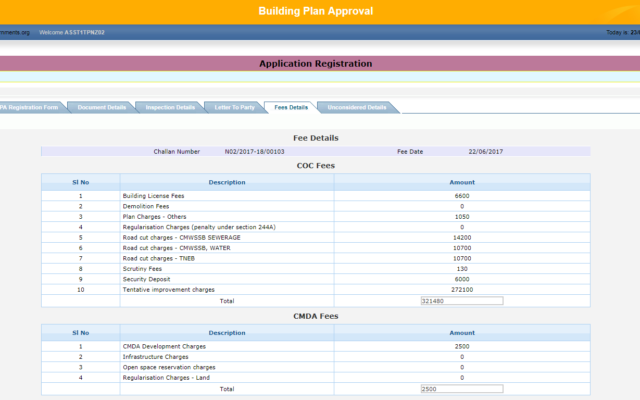 Building Plan Approval
nments.org Welcome ASST1TPNZ02 Today is: 23
Application Registration
PA Registration Form Document Details Inspection Details Letter To Party Fees Details Unconsidered Details
Fee Details
Challan Number N02/2017-18/00103 Fee Date 22/06/2017
COC Fees
Sl No Description Amount
1 Building License Fees 6600
2 Demolition Fees 0
3 Plan Charges - Others 1050
4 Regularisation Charges (penalty under section 244A) 0
5 Road cut charges - CMWSSB SEWERAGE 14200
6 Road cut charges - CMWSSB, WATER 10700
7 Road cut charges - TNEB 10700
8 Scrutiny Fees 130
9 Security Deposit 6000
10 Tentative improvement charges 272100
Total 321480
CMDA Fees
Sl No Description Amount
1 CMDA Development Charges 2500
2 Infrastructure Charges 0
3 Open space reservation charges 0
4 Regularisation Charges - Land 0
Total 2500